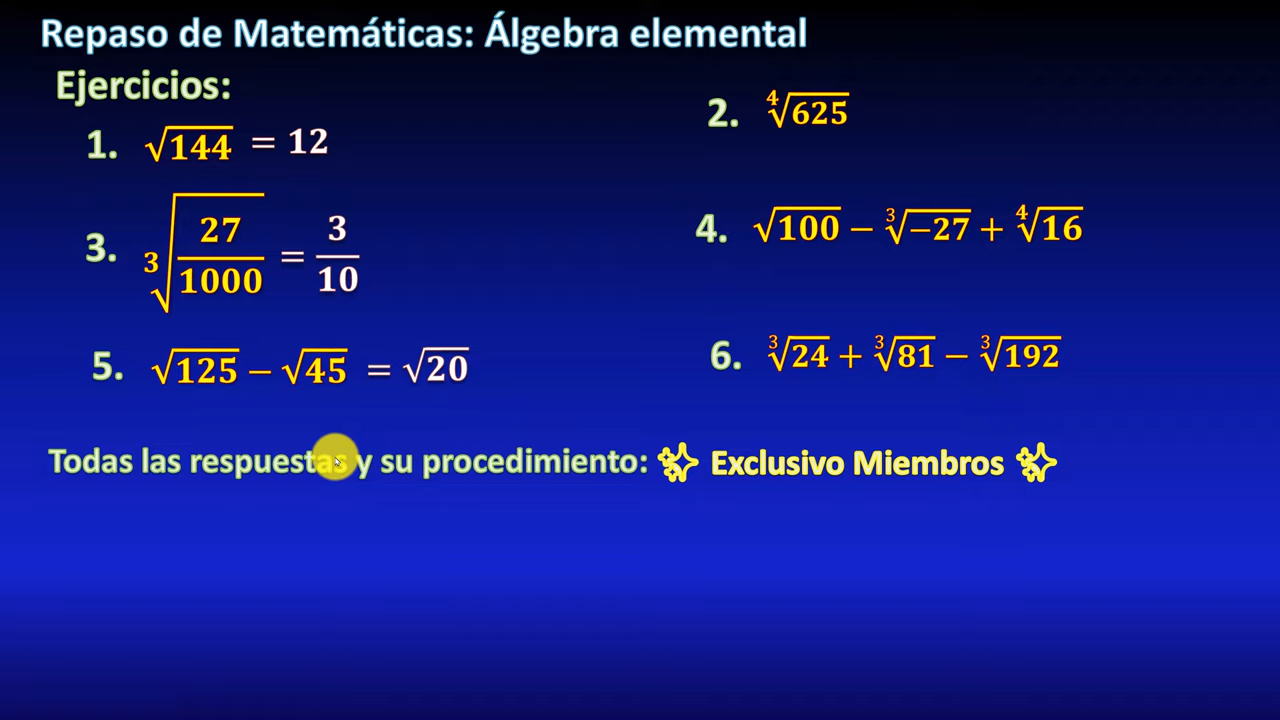 Repaso de Matemáticas: Álgebra elemental
Ejercicios:
1. √144 = 12
2. ⁴√625
3. ³√(27/1000) = 3/10
4. √100 − ³√−27 + ⁴√16
5. √125 − √45 = √20
6. ³√24 + ³√81 − ³√192
Todas las respuestas y su procedimiento: ✨ Exclusivo Miembros ✨